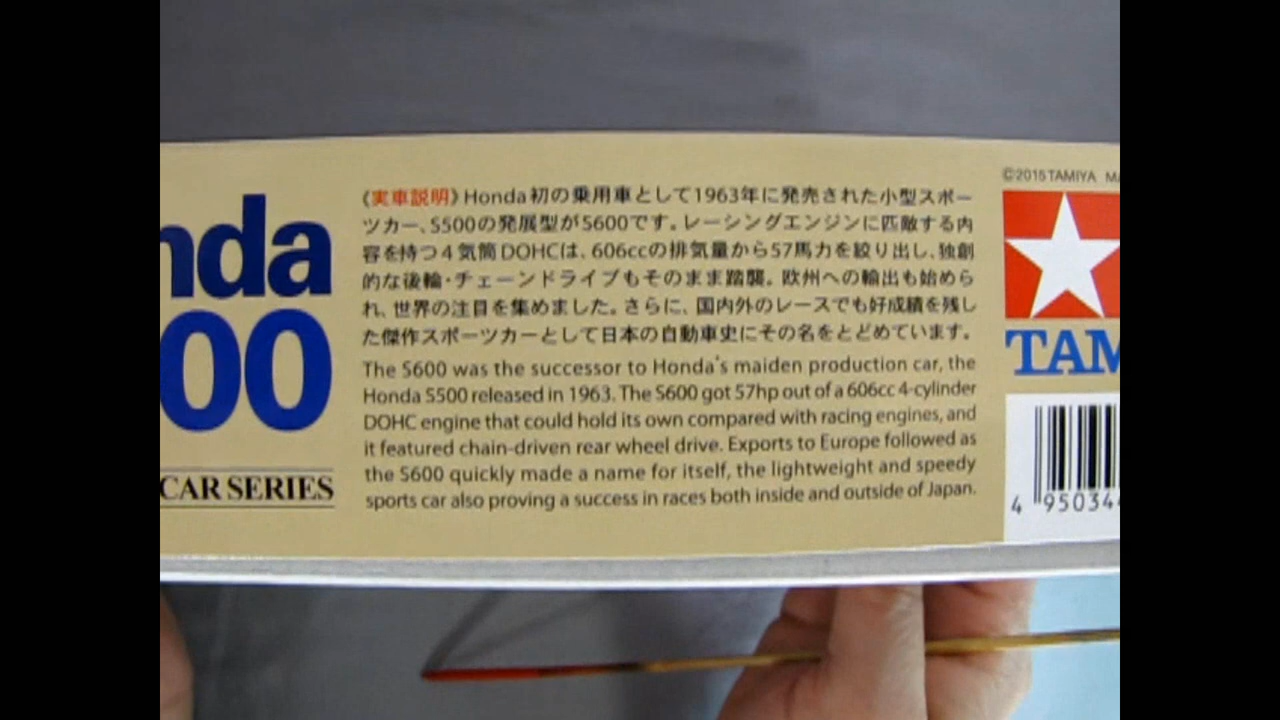 nda
00
CAR SERIES
《実車説明》Honda初の乗用車として1963年に発売された小型スポー
ツカー、S500の発展型がS600です。レーシングエンジンに匹敵する内
容を持つ4気筒DOHCは、606ccの排気量から57馬力を絞り出し、独創
的な後輪・チェーンドライブもそのまま踏襲。欧州への輸出も始めら
れ、世界の注目を集めました。さらに、国内外のレースでも好成績を残し
た傑作スポーツカーとして日本の自動車史にその名をとどめています。
The S600 was the successor to Honda's maiden production car, the
Honda S500 released in 1963. The S600 got 57hp out of a 606cc 4-cylinder
DOHC engine that could hold its own compared with racing engines, and
it featured chain-driven rear wheel drive. Exports to Europe followed as
the S600 quickly made a name for itself, the lightweight and speedy
sports car also proving a success in races both inside and outside of Japan.
©2015 TAMIYA MA
TAM
4 95034